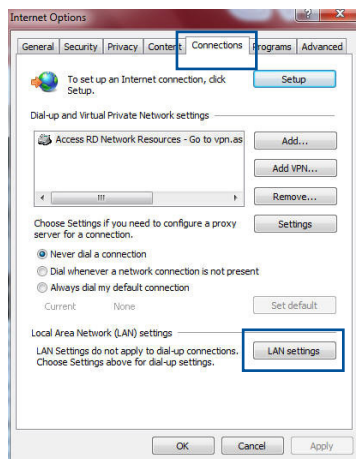 Internet Options
General Security Privacy Content Connections Programs Advanced
To set up an Internet connection, click
Setup.
Setup
Dial-up and Virtual Private Network settings
Access RD Network Resources - Go to vpn.as
Add...
Add VPN...
Remove...
Choose Settings if you need to configure a proxy
server for a connection.
Settings
Never dial a connection
Dial whenever a network connection is not present
Always dial my default connection
Current None
Set default
Local Area Network (LAN) settings
LAN Settings do not apply to dial-up connections.
Choose Settings above for dial-up settings.
LAN settings
OK Cancel Apply